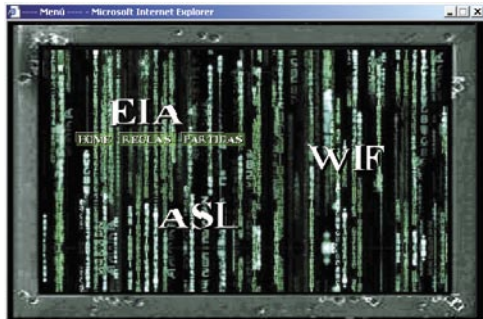 ---- Menú ---- - Microsoft Internet Explorer
EIA
HOME REGLAS PARTIDAS
WIF
ASL